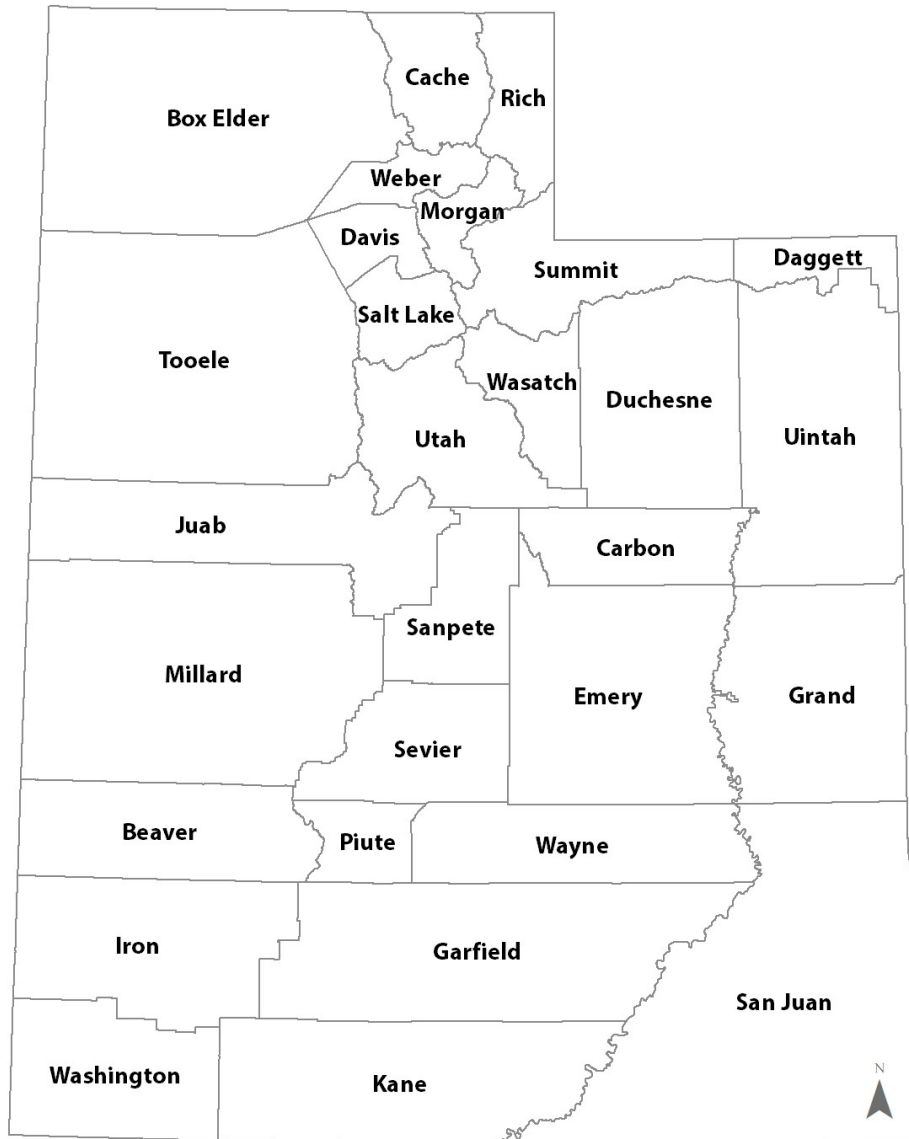 Cache
Rich
Box Elder
Weber
Morgan
Davis
Daggett
Summit
Salt Lake
Tooele
Wasatch
Duchesne
Uintah
Utah
Juab
Carbon
Sanpete
Millard
Emery
Grand
Sevier
Beaver
Piute
Wayne
Iron
Garfield
San Juan
Washington
Kane
N